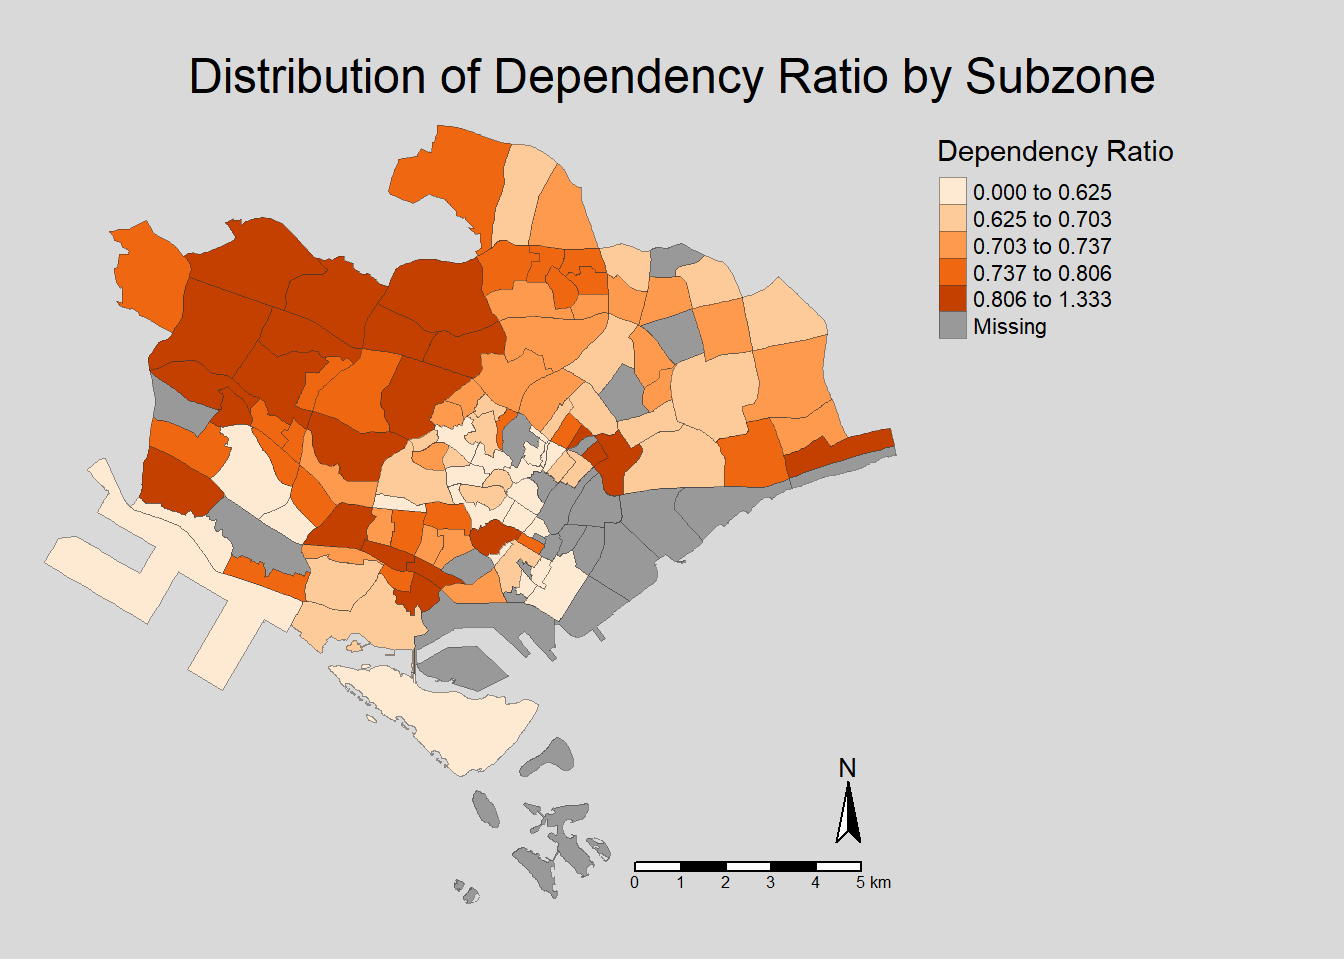 Distribution of Dependency Ratio by Subzone
Dependency Ratio
0.000 to 0.625
0.625 to 0.703
0.703 to 0.737
0.737 to 0.806
0.806 to 1.333
Missing
N
0 1 2 3 4 5 km